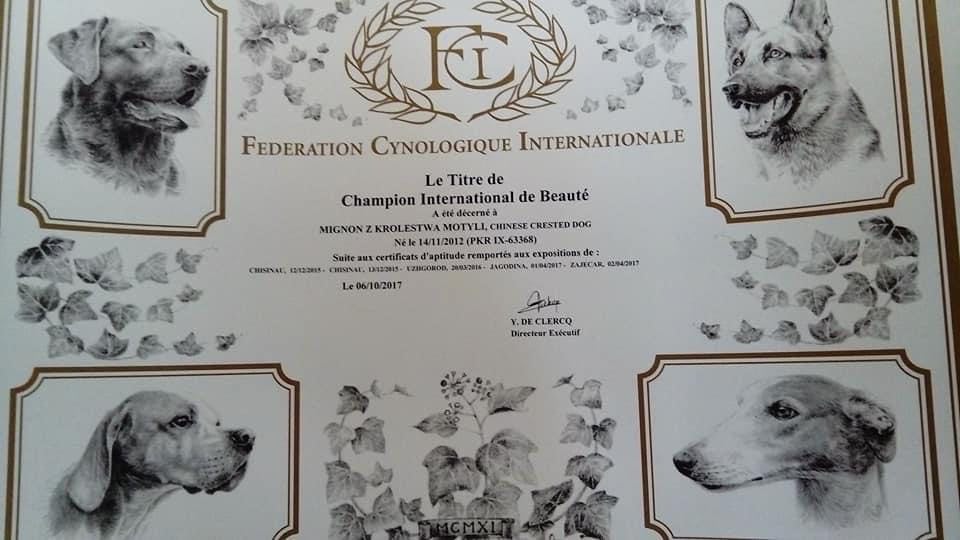 FCI
FEDERATION CYNOLOGIQUE INTERNATIONALE
Le Titre de
Champion International de Beauté
A été décerné à
MIGNON Z KROLESTWA MOTYLI, CHINESE CRESTED DOG
Né le 14/11/2012 (PKR IX-63368)
Suite aux certificats d'aptitude remportés aux expositions de :
CHISINAU, 12/12/2015 - CHISINAU, 13/12/2015 - UZHGOROD, 20/03/2016 - JAGODINA, 01/04/2017 - ZAJECAR, 02/04/2017
Le 06/10/2017
Y. DE CLERCQ
Directeur Exécutif
MCMXI